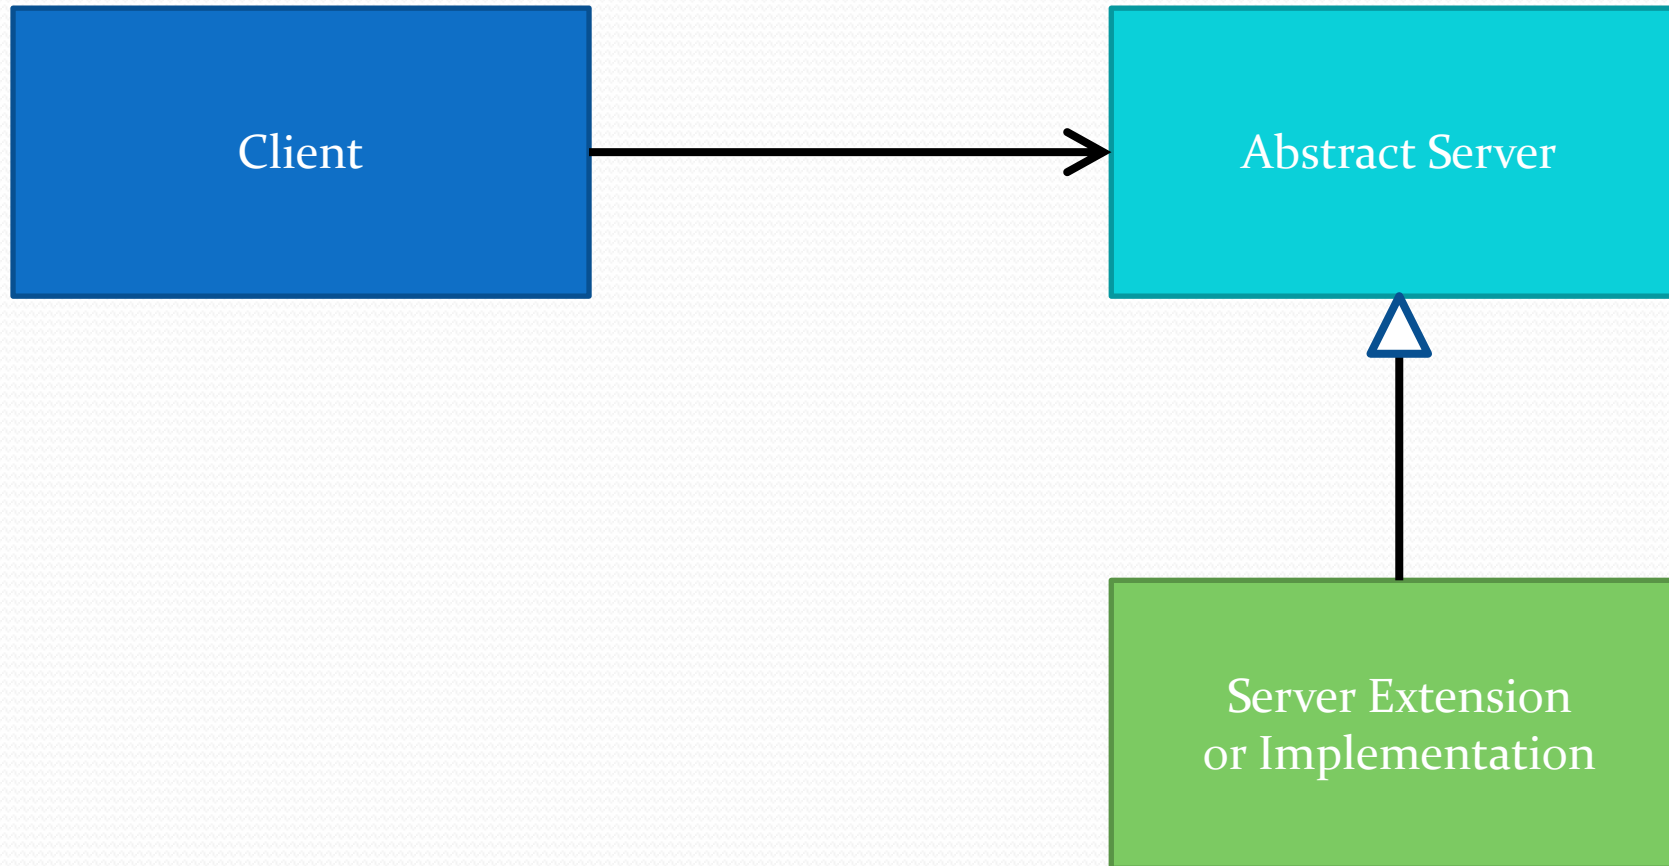 Client
Abstract Server
Server Extension
or Implementation